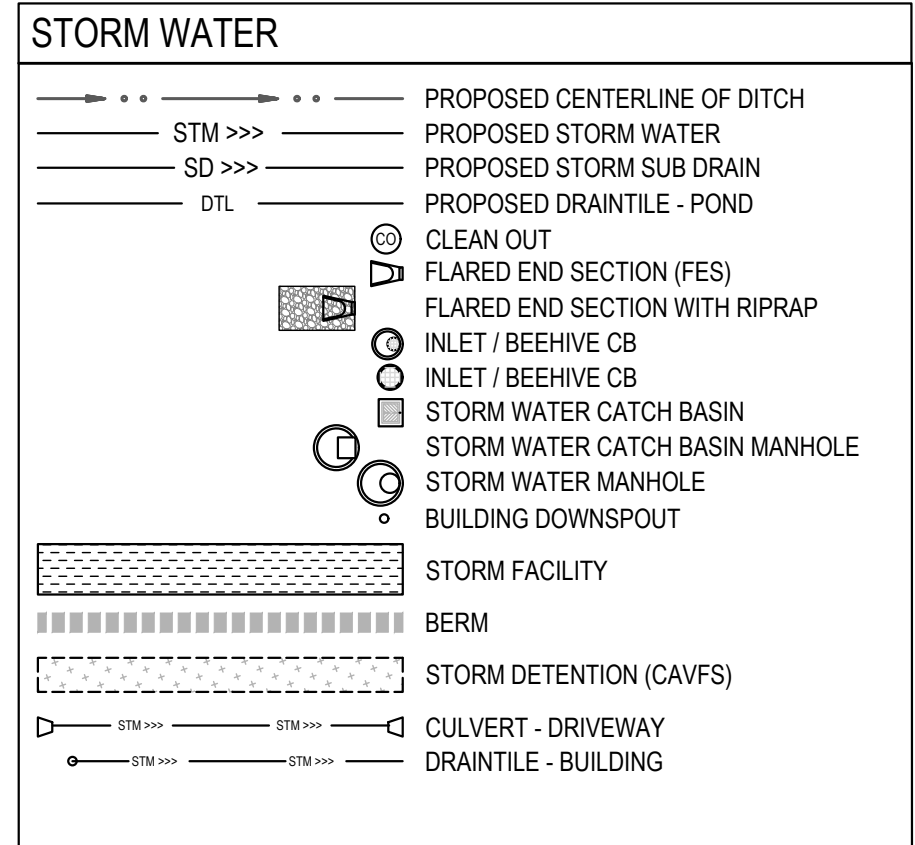 STORM WATER
PROPOSED CENTERLINE OF DITCH
STM >>> PROPOSED STORM WATER
SD >>> PROPOSED STORM SUB DRAIN
DTL PROPOSED DRAINTILE - POND
CO CLEAN OUT
FLARED END SECTION (FES)
FLARED END SECTION WITH RIPRAP
INLET / BEEHIVE CB
INLET / BEEHIVE CB
STORM WATER CATCH BASIN
STORM WATER CATCH BASIN MANHOLE
STORM WATER MANHOLE
BUILDING DOWNSPOUT
STORM FACILITY
BERM
STORM DETENTION (CAVFS)
STM >>> STM >>> CULVERT - DRIVEWAY
STM >>> STM >>> DRAINTILE - BUILDING